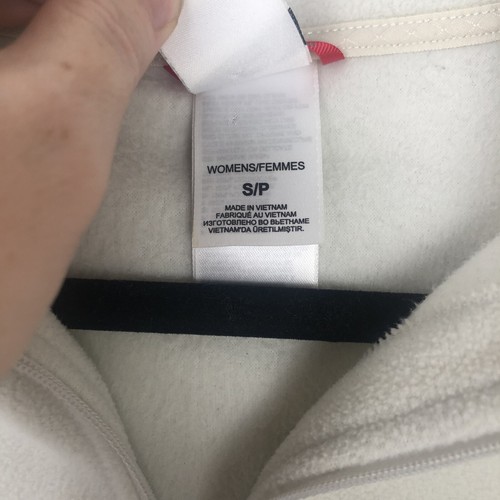 WOMENS/FEMMES
S/P
MADE IN VIETNAM
FABRIQUÉ AU VIETNAM
ИЗГОТОВЛЕНО ВО ВЬЕТНАМЕ
VIETNAM'DA ÜRETILMIŞTIR.